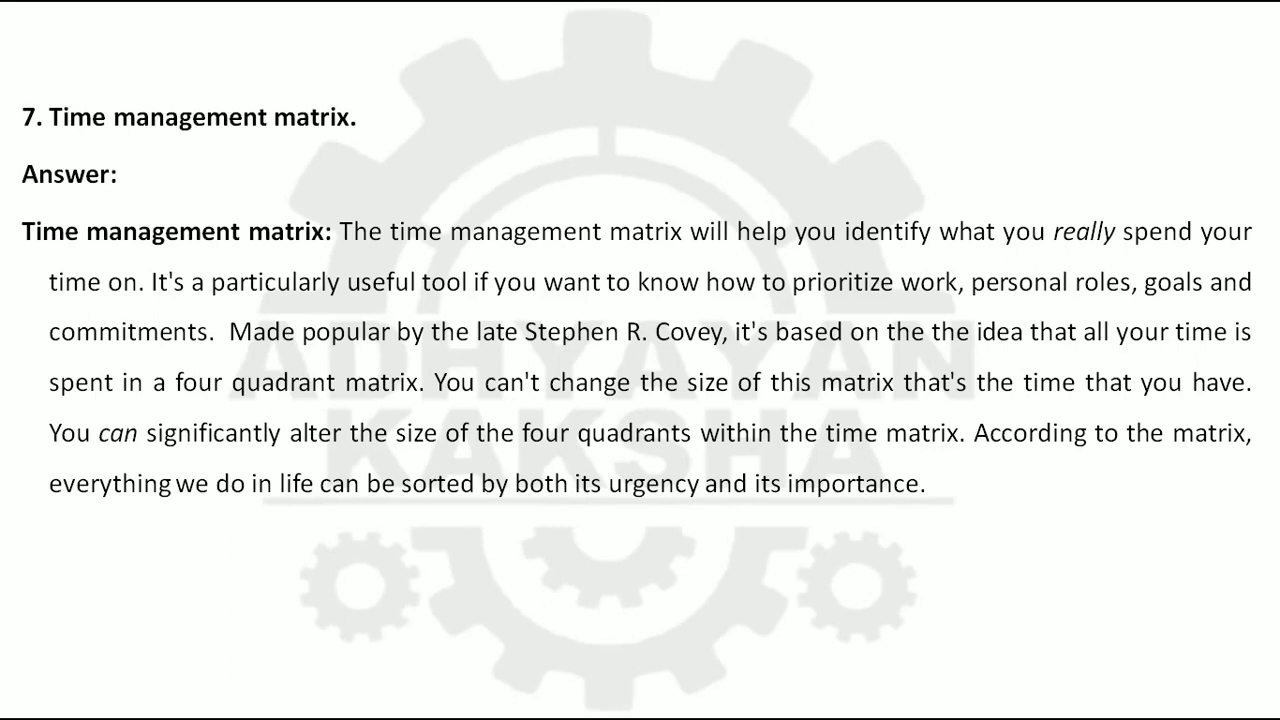 7. Time management matrix.
Answer:
Time management matrix: The time management matrix will help you identify what you really spend your
time on. It's a particularly useful tool if you want to know how to prioritize work, personal roles, goals and
commitments.  Made popular by the late Stephen R. Covey, it's based on the the idea that all your time is
spent in a four quadrant matrix. You can't change the size of this matrix that's the time that you have.
You can significantly alter the size of the four quadrants within the time matrix. According to the matrix,
everything we do in life can be sorted by both its urgency and its importance.
ADHYAYAN
KAKSHA